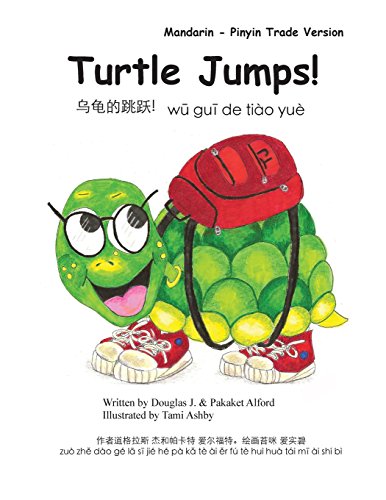 Mandarin - Pinyin Trade Version
Turtle Jumps!
乌龟的跳跃! wū guī de tiào yuè
Written by Douglas J. & Pakaket Alford
Illustrated by Tami Ashby
作者道格拉斯 杰和帕卡特 爱尔福特。绘画苔咪 爱实碧
zuò zhě dào gé lā sī jié hé pà kǎ tè ài ěr fú tè huì huà tái mī ài shí bì